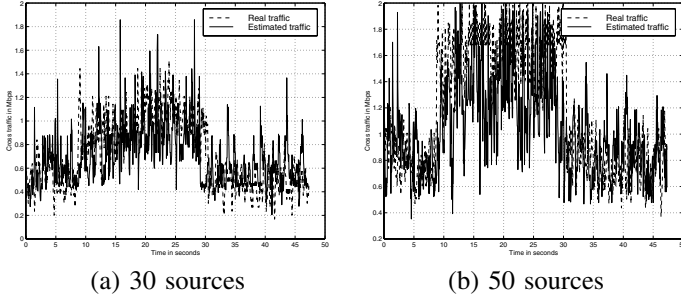 2
1.8
1.6
1.4
1.2
1
0.8
0.6
0.4
0.2
0
Cross traffic in Mbps
0 5 10 15 20 25 30 35 40 45 50
Time in seconds
Real traffic
Estimated traffic
(a) 30 sources
2
1.8
1.6
1.4
1.2
1
0.8
0.6
0.4
0.2
Cross traffic in Mbps
0 5 10 15 20 25 30 35 40 45 50
Time in seconds
Real traffic
Estimated traffic
(b) 50 sources